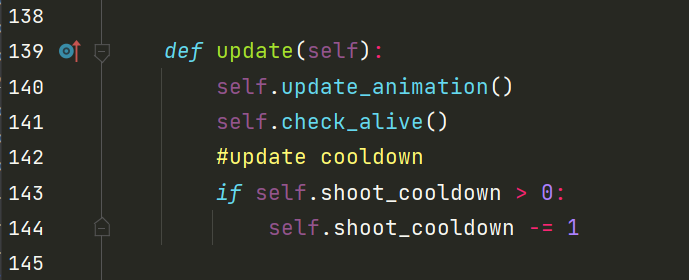 138
139 def update(self):
140 self.update_animation()
141 self.check_alive()
142 #update cooldown
143 if self.shoot_cooldown > 0:
144 self.shoot_cooldown -= 1
145